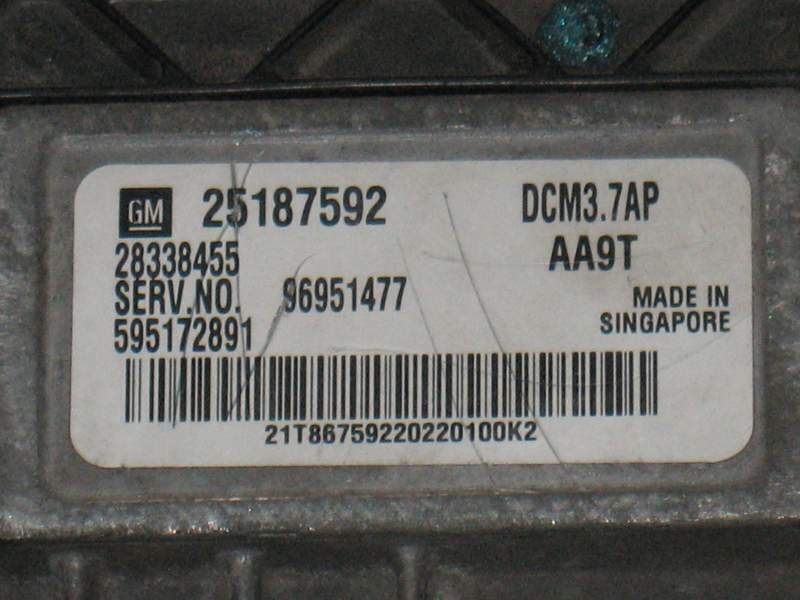 GM 25187592 DCM3.7AP
28338455 AA9T
SERV.NO. 96951477 MADE IN
595172891 SINGAPORE
21T86759220220100K2